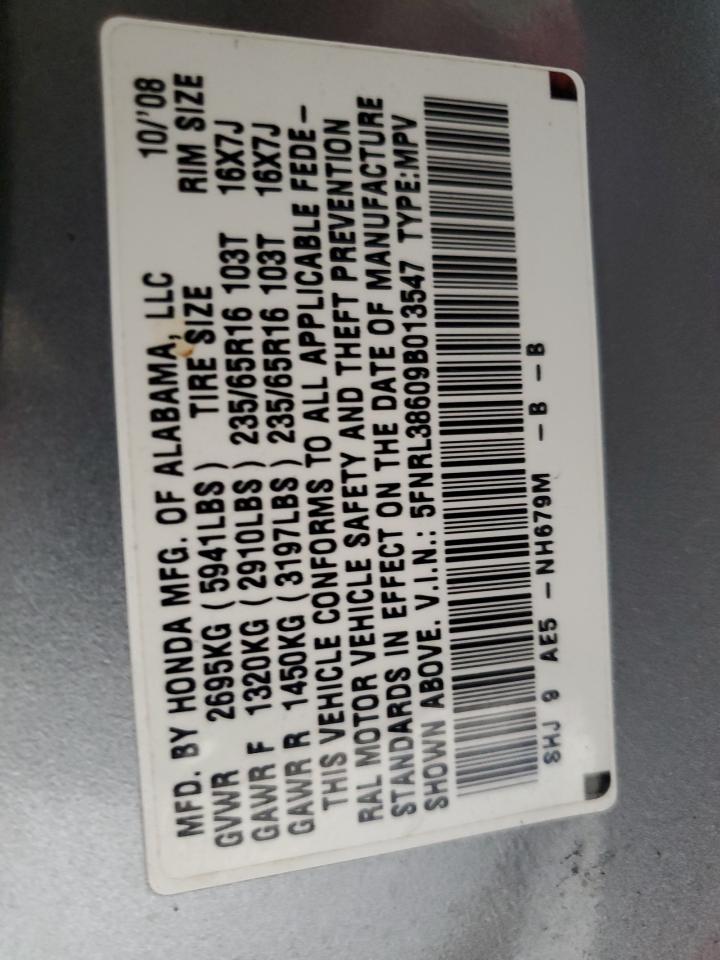 MFD. BY HONDA MFG. OF ALABAMA, LLC 10/'08
GVWR 2695KG ( 5941LBS ) TIRE SIZE RIM SIZE
GAWR F 1320KG ( 2910LBS ) 235/65R16 103T 16X7J
GAWR R 1450KG ( 3197LBS ) 235/65R16 103T 16X7J
THIS VEHICLE CONFORMS TO ALL APPLICABLE FEDE-
RAL MOTOR VEHICLE SAFETY AND THEFT PREVENTION
STANDARDS IN EFFECT ON THE DATE OF MANUFACTURE
SHOWN ABOVE. V.I.N.: 5FNRL38609B013547 TYPE:MPV
SHJ 9 AE5 -NH679M -B -B